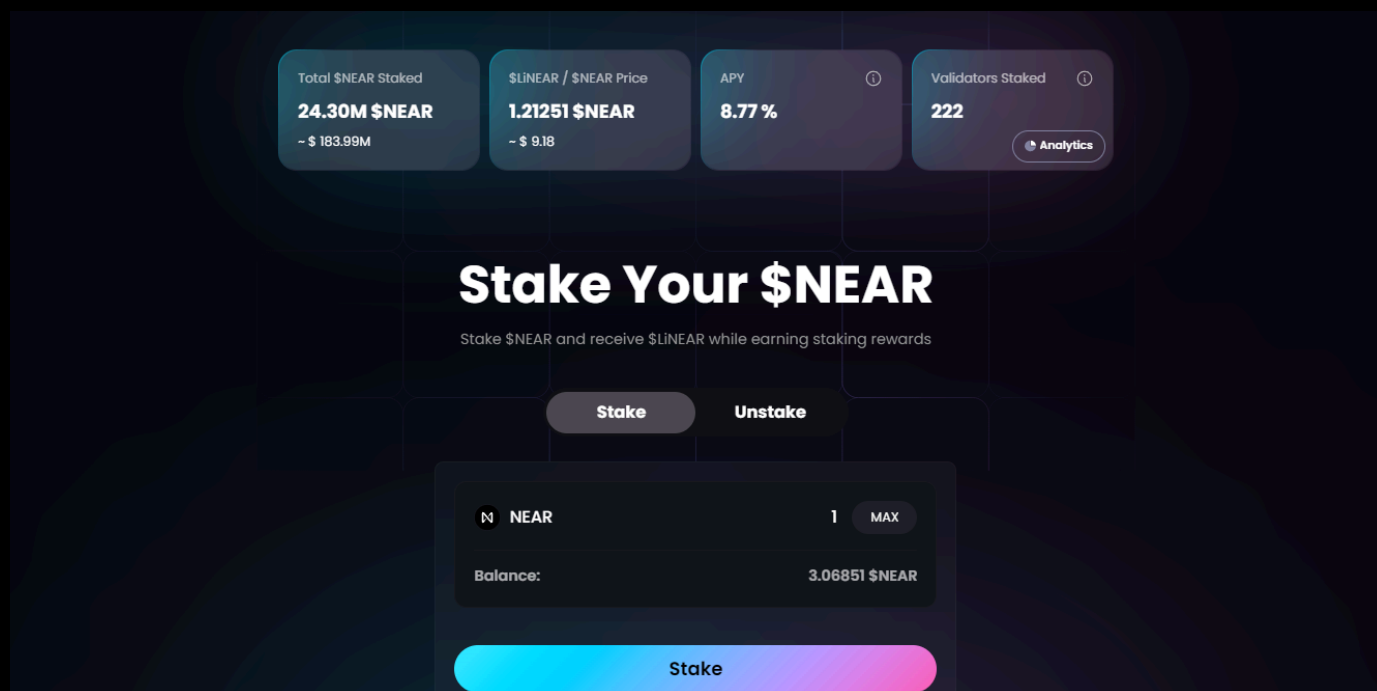 Total $NEAR Staked
24.30M $NEAR
~ $ 183.99M
$LiNEAR / $NEAR Price
1.21251 $NEAR
~ $ 9.18
APY
8.77 %
Validators Staked
222
Analytics
Stake Your $NEAR
Stake $NEAR and receive $LiNEAR while earning staking rewards
Stake Unstake
NEAR 1 MAX
Balance: 3.06851 $NEAR
Stake